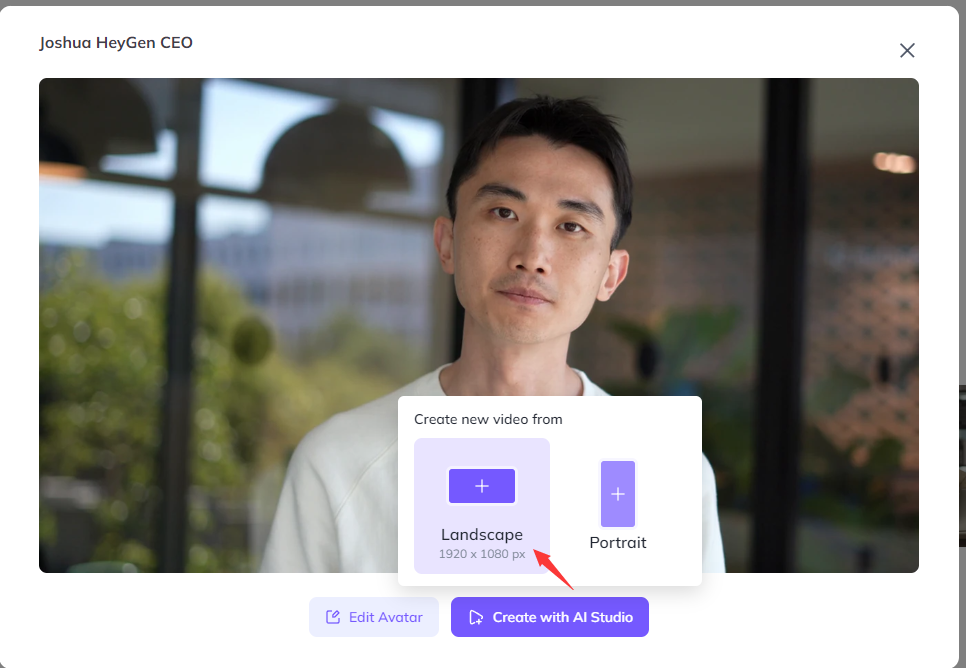 Joshua HeyGen CEO
Create new video from
Landscape
1920 x 1080 px
Portrait
Edit Avatar
Create with AI Studio